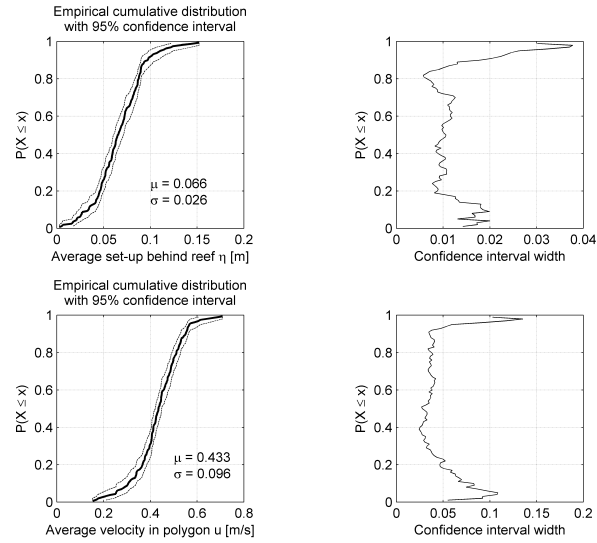 Empirical cumulative distribution
with 95% confidence interval
1
0.8
0.6
0.4
0.2
0
P(X ≤ x)
μ = 0.066
σ = 0.026
0
0.05
0.1
0.15
0.2
Average set-up behind reef η [m]
1
0.8
0.6
0.4
0.2
0
P(X ≤ x)
0
0.01
0.02
0.03
0.04
Confidence interval width
Empirical cumulative distribution
with 95% confidence interval
1
0.8
0.6
0.4
0.2
0
P(X ≤ x)
μ = 0.433
σ = 0.096
0
0.2
0.4
0.6
0.8
Average velocity in polygon u [m/s]
1
0.8
0.6
0.4
0.2
0
P(X ≤ x)
0
0.05
0.1
0.15
0.2
Confidence interval width